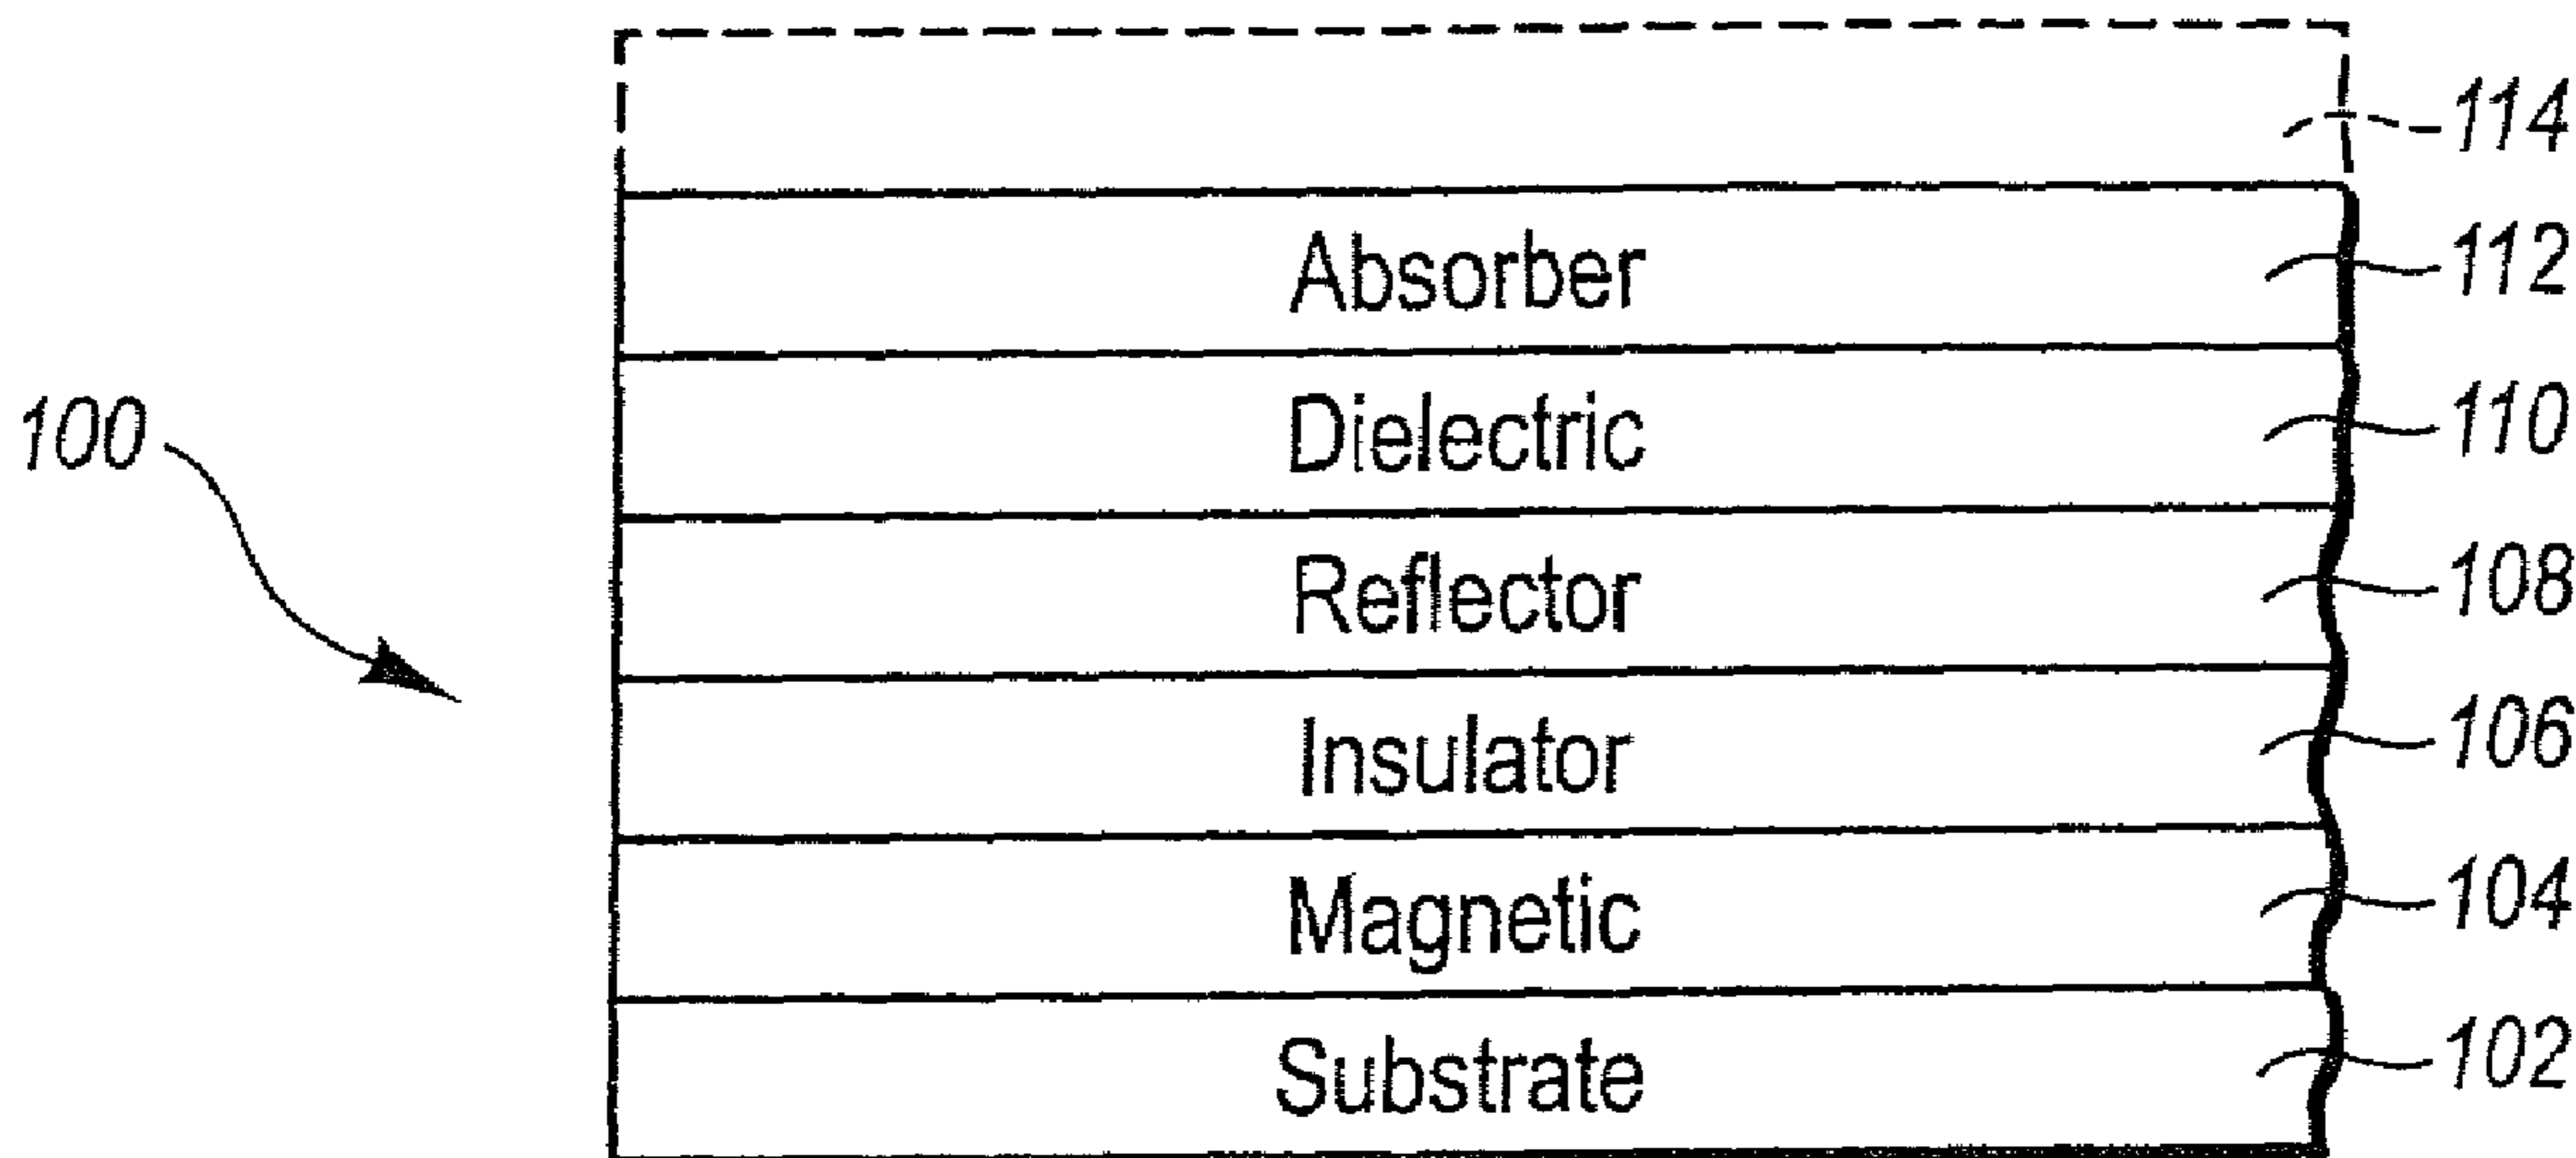 114
Absorber 112
Dielectric 110
100
Reflector 108
Insulator 106
Magnetic 104
Substrate 102